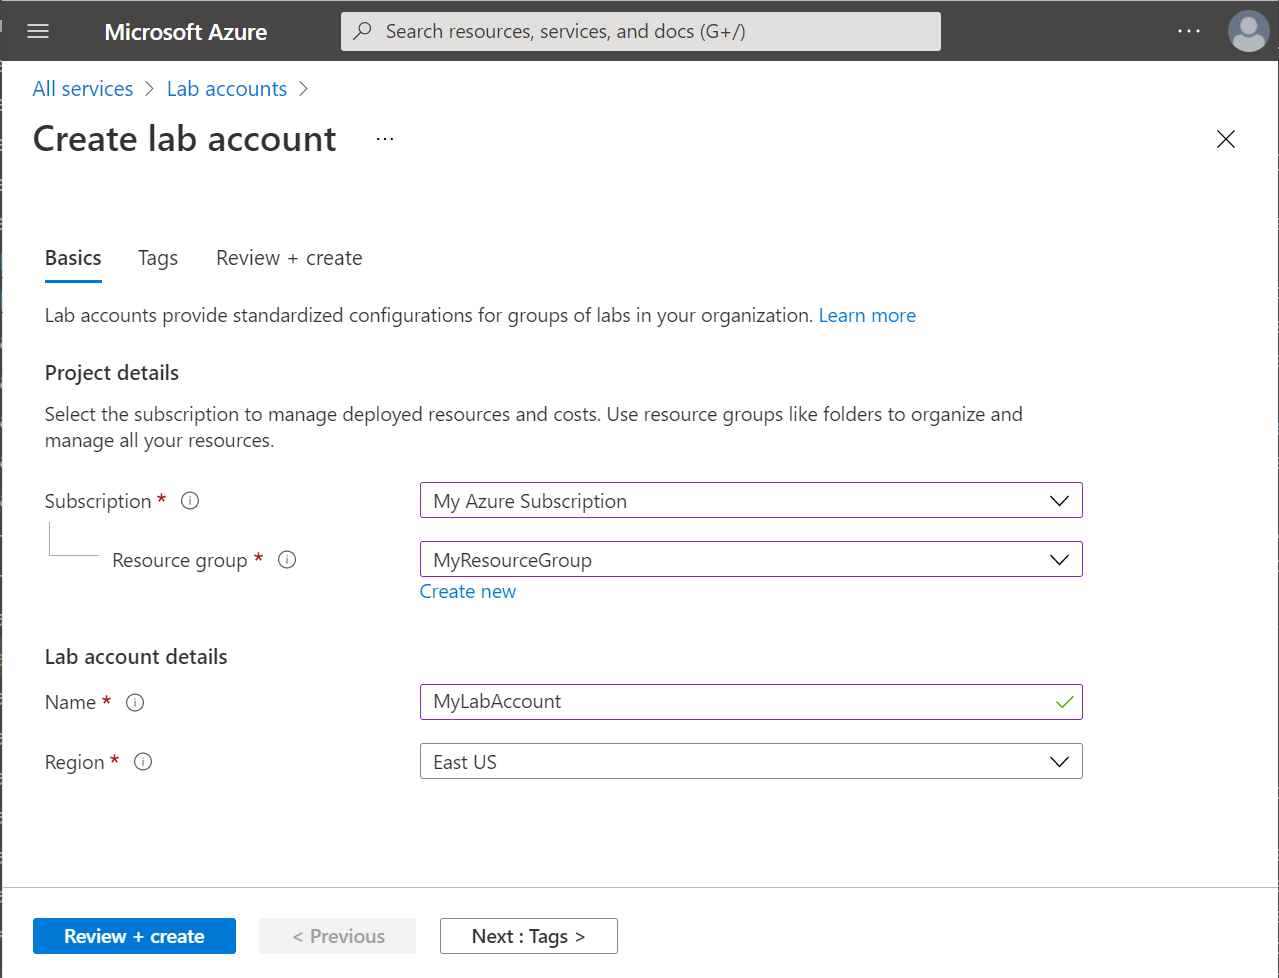 Microsoft Azure
Search resources, services, and docs (G+/)
...
All services > Lab accounts >
Create lab account ...
Basics Tags Review + create
Lab accounts provide standardized configurations for groups of labs in your organization. Learn more
Project details
Select the subscription to manage deployed resources and costs. Use resource groups like folders to organize and
manage all your resources.
Subscription * My Azure Subscription
Resource group * MyResourceGroup
Create new
Lab account details
Name * MyLabAccount
Region * East US
Review + create < Previous Next : Tags >